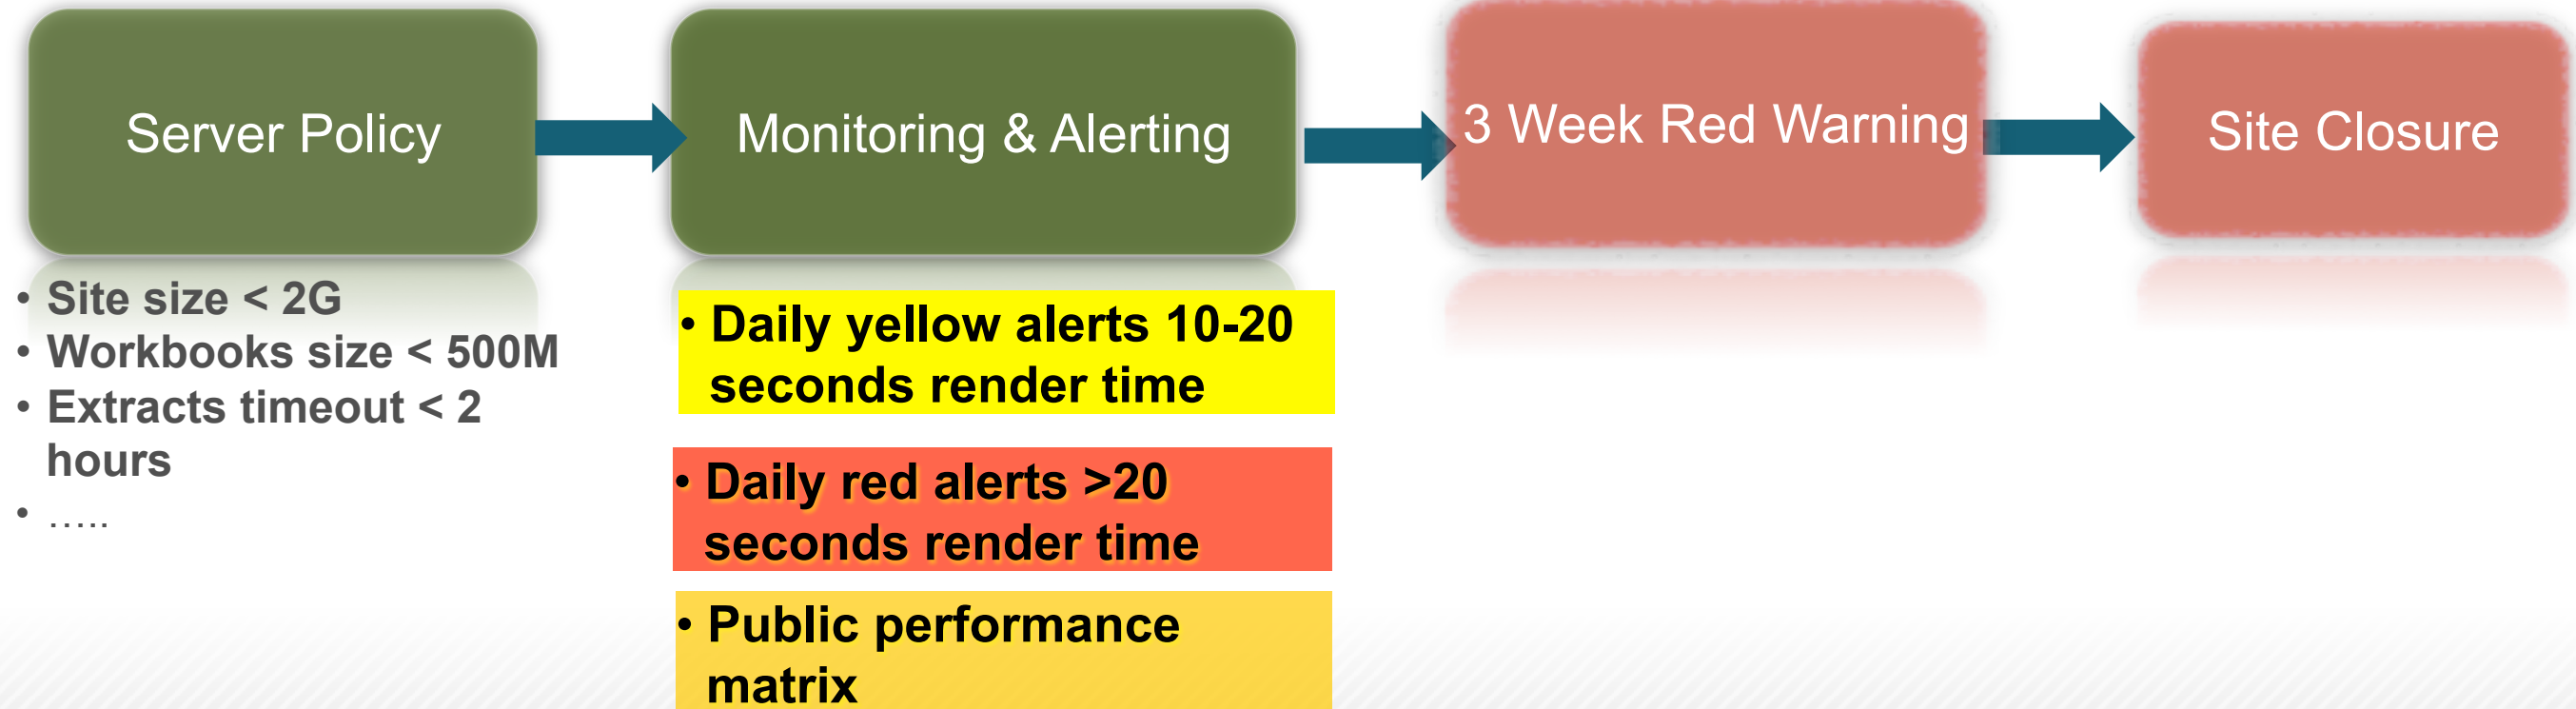 Server Policy
Monitoring & Alerting
3 Week Red Warning
Site Closure
• Site size < 2G
• Workbooks size < 500M
• Extracts timeout < 2
hours
• .....
• Daily yellow alerts 10-20
seconds render time
• Daily red alerts >20
seconds render time
• Public performance
matrix